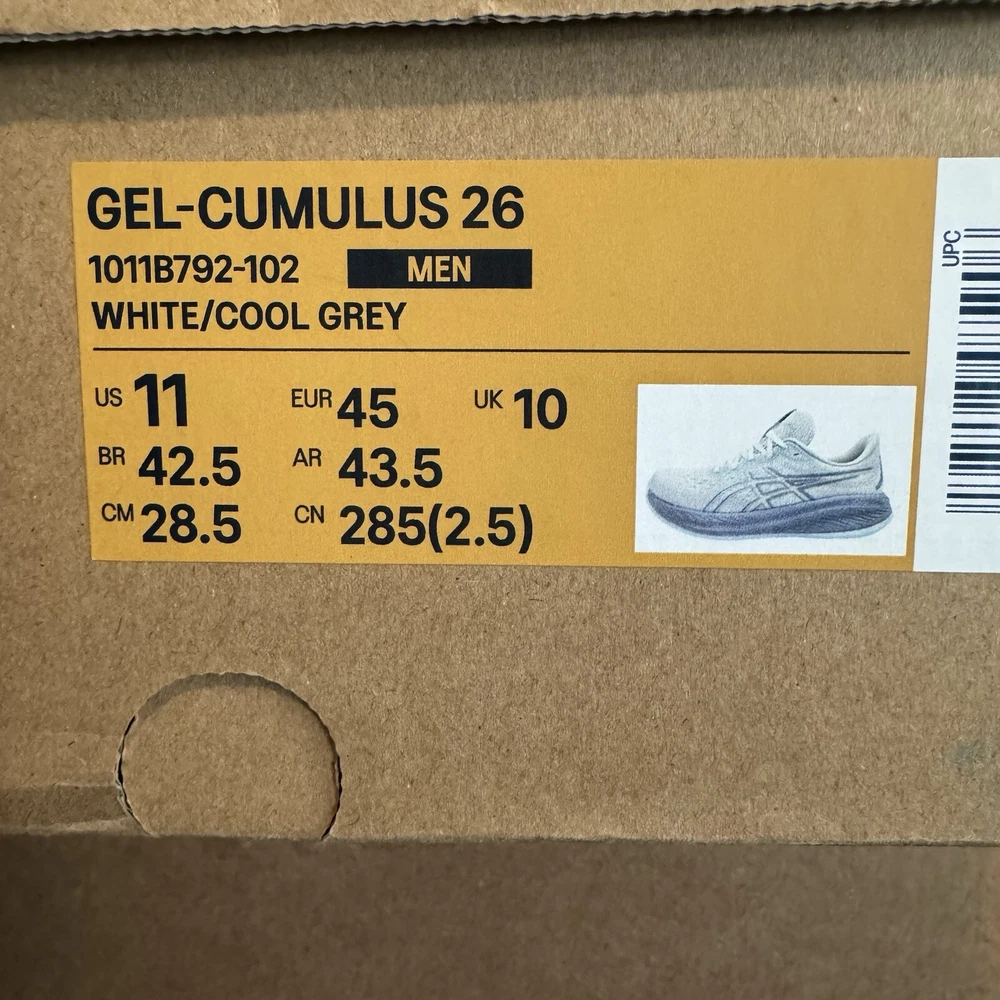 GEL-CUMULUS 26
1011B792-102 MEN
WHITE/COOL GREY
US 11 EUR 45 UK 10
BR 42.5 AR 43.5
CM 28.5 CN 285(2.5)
UPC